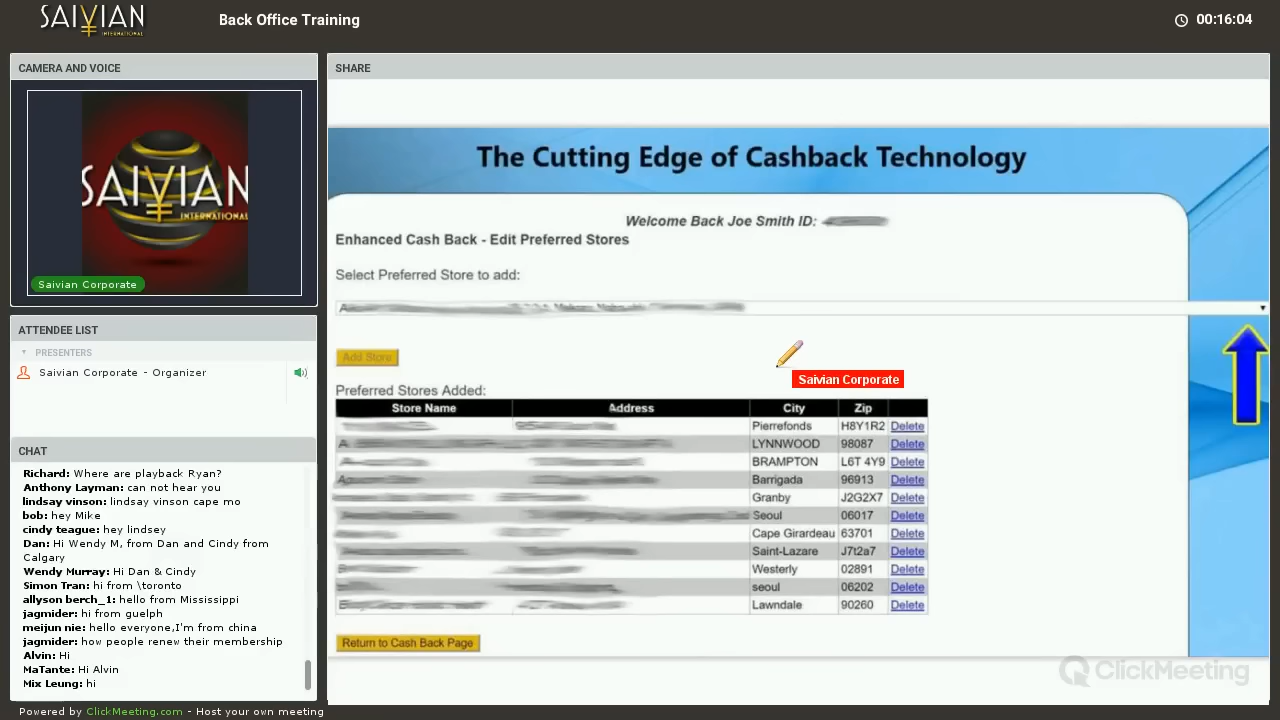 SAIVIAN
INTERNATIONAL
Back Office Training
00:16:04
CAMERA AND VOICE
SAIVIAN
INTERNATIONAL
Saivian Corporate
ATTENDEE LIST
PRESENTERS
Saivian Corporate - Organizer
CHAT
Richard: Where are playback Ryan?
Anthony Layman: can not hear you
lindsay vinson: lindsay vinson cape mo
bob: hey Mike
cindy teague: hey lindsey
Dan: Hi Wendy M, from Dan and Cindy from
Calgary
Wendy Murray: Hi Dan & Cindy
Simon Tran: hi from \toronto
allyson berch_1: hello from Mississippi
jagmider: hi from guelph
meijun nie: hello everyone,I'm from china
jagmider: how people renew their membership
Alvin: Hi
MaTante: Hi Alvin
Mix Leung: hi
SHARE
The Cutting Edge of Cashback Technology
Welcome Back Joe Smith ID:
Enhanced Cash Back - Edit Preferred Stores
Select Preferred Store to add:
Add Store
Saivian Corporate
Preferred Stores Added:
Store Name Address City Zip
Pierrefonds H8Y1R2 Delete
LYNNWOOD 98087 Delete
BRAMPTON L6T 4Y9 Delete
Barrigada 96913 Delete
Granby J2G2X7 Delete
Seoul 06017 Delete
Cape Girardeau 63701 Delete
Saint-Lazare J7t2a7 Delete
Westerly 02891 Delete
seoul 06202 Delete
Lawndale 90260 Delete
Return to Cash Back Page
ClickMeeting
Powered by ClickMeeting.com - Host your own meeting